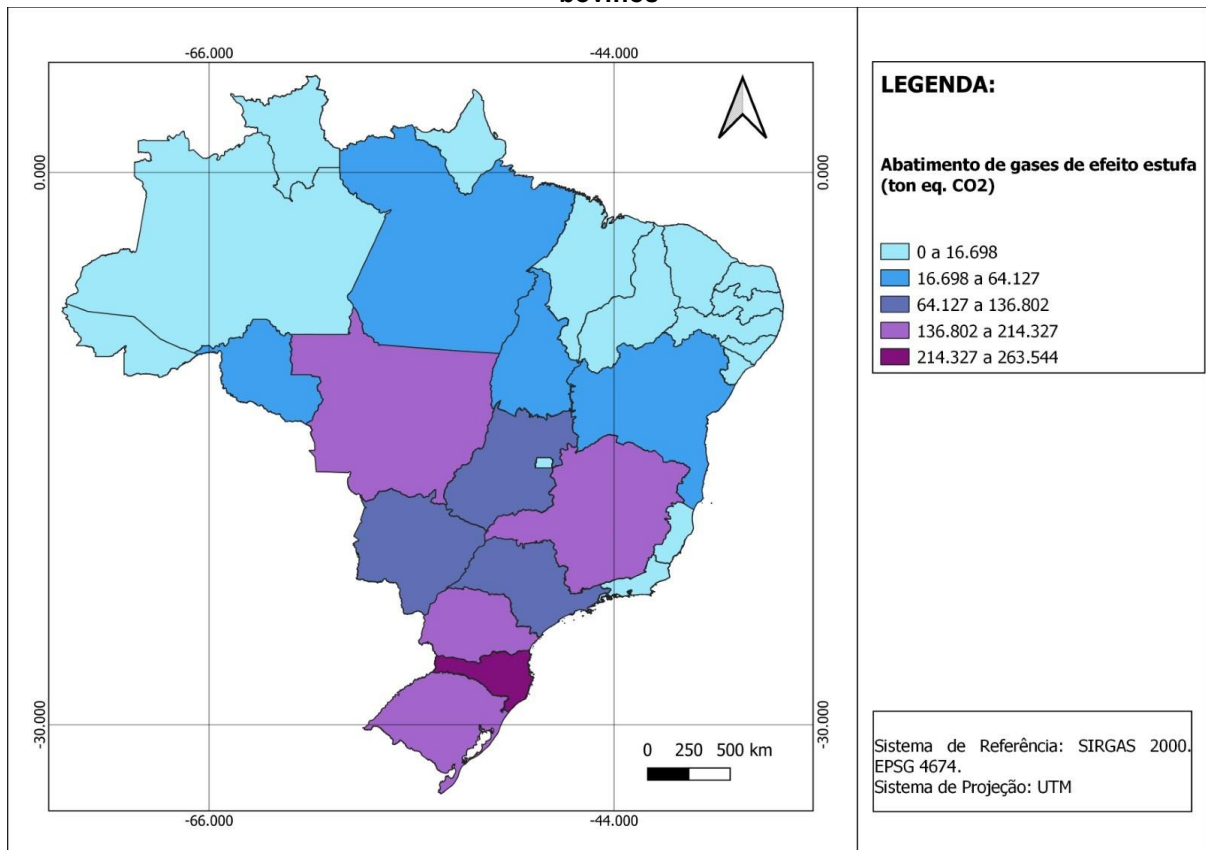 bovinos
-66.000 -44.000
0.000 0.000
-30.000 -30.000
0 250 500 km
-66.000 -44.000
LEGENDA:
Abatimento de gases de efeito estufa
(ton eq. CO2)
0 a 16.698
16.698 a 64.127
64.127 a 136.802
136.802 a 214.327
214.327 a 263.544
Sistema de Referência: SIRGAS 2000.
EPSG 4674.
Sistema de Projeção: UTM